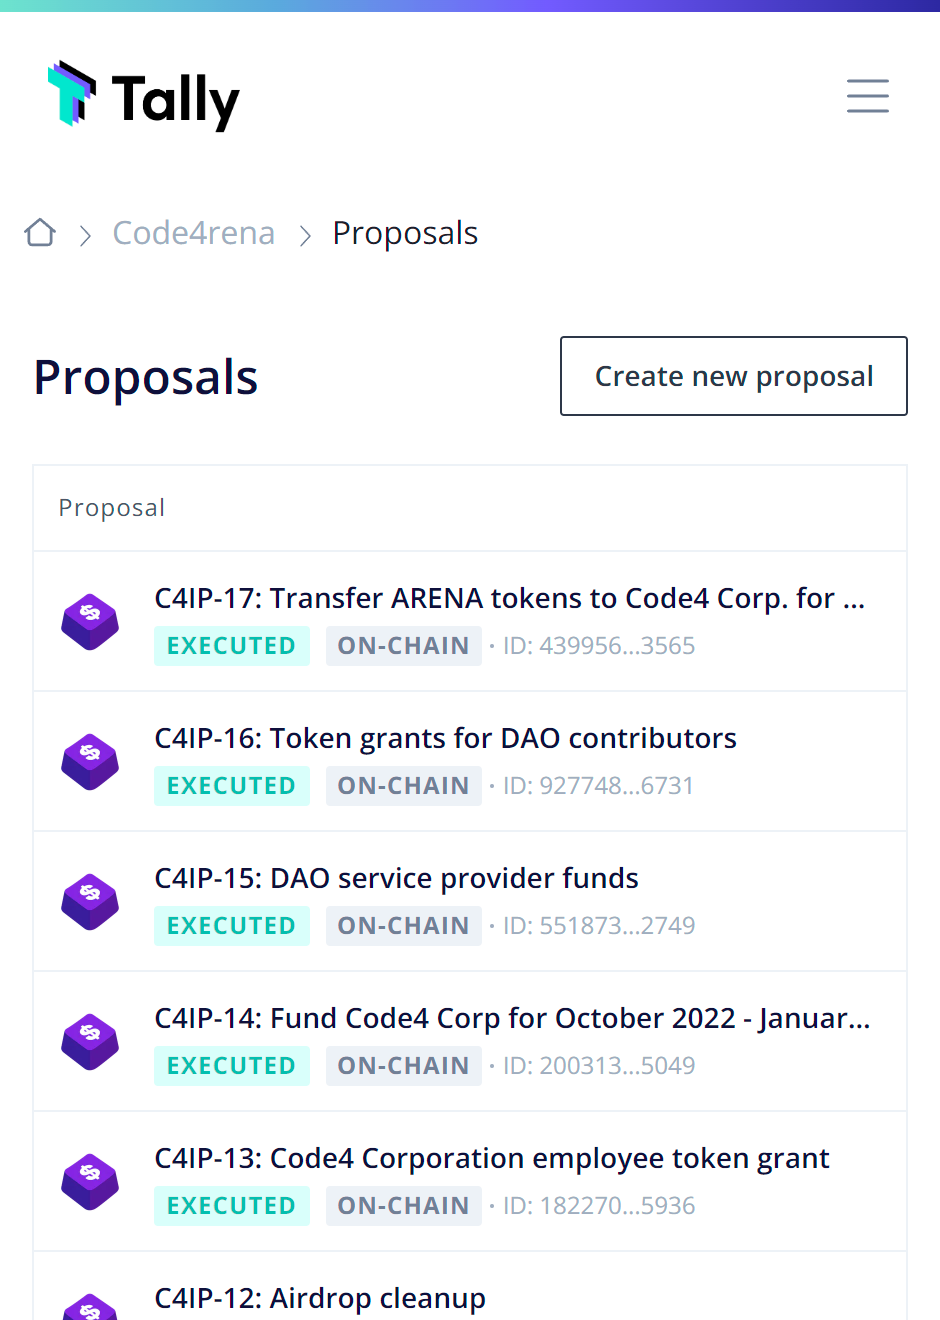 Tally
Code4rena > Proposals
Proposals
Create new proposal
Proposal
C4IP-17: Transfer ARENA tokens to Code4 Corp. for ...
EXECUTED ON-CHAIN · ID: 439956...3565
C4IP-16: Token grants for DAO contributors
EXECUTED ON-CHAIN · ID: 927748...6731
C4IP-15: DAO service provider funds
EXECUTED ON-CHAIN · ID: 551873...2749
C4IP-14: Fund Code4 Corp for October 2022 - Januar...
EXECUTED ON-CHAIN · ID: 200313...5049
C4IP-13: Code4 Corporation employee token grant
EXECUTED ON-CHAIN · ID: 182270...5936
C4IP-12: Airdrop cleanup